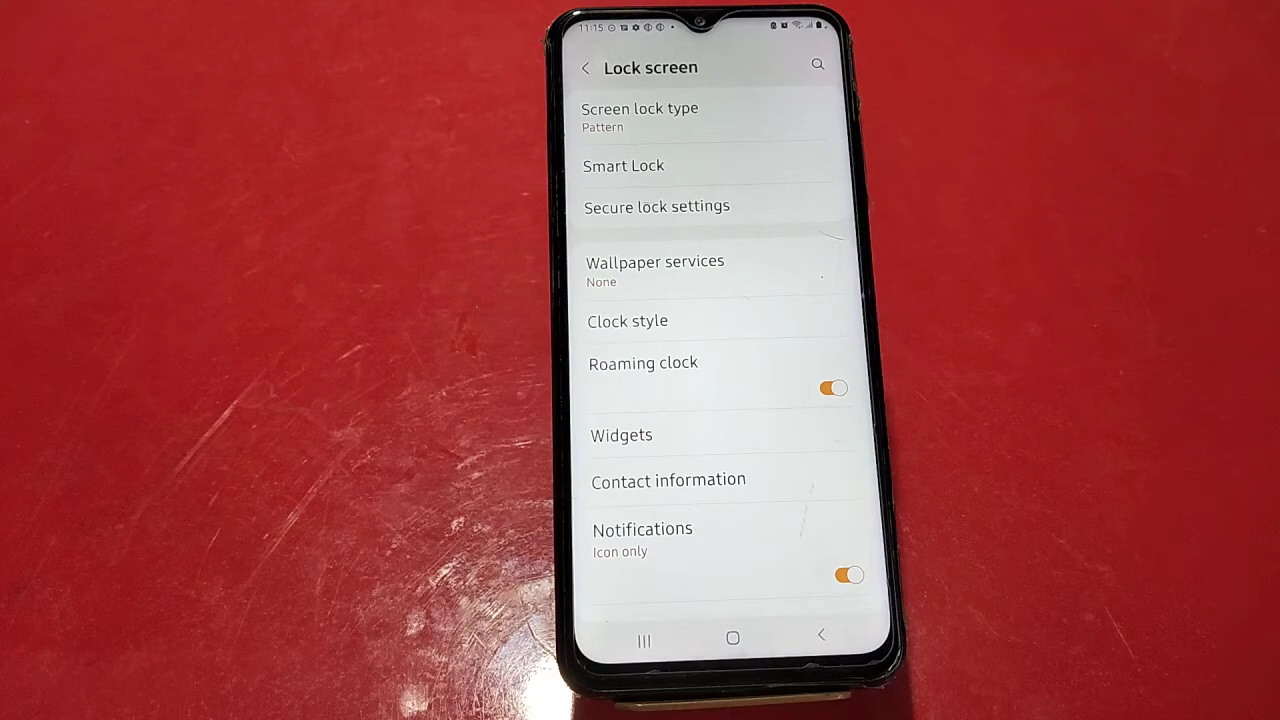 11:15
Lock screen
Screen lock type
Pattern
Smart Lock
Secure lock settings
Wallpaper services
None
Clock style
Roaming clock
Widgets
Contact information
Notifications
Icon only